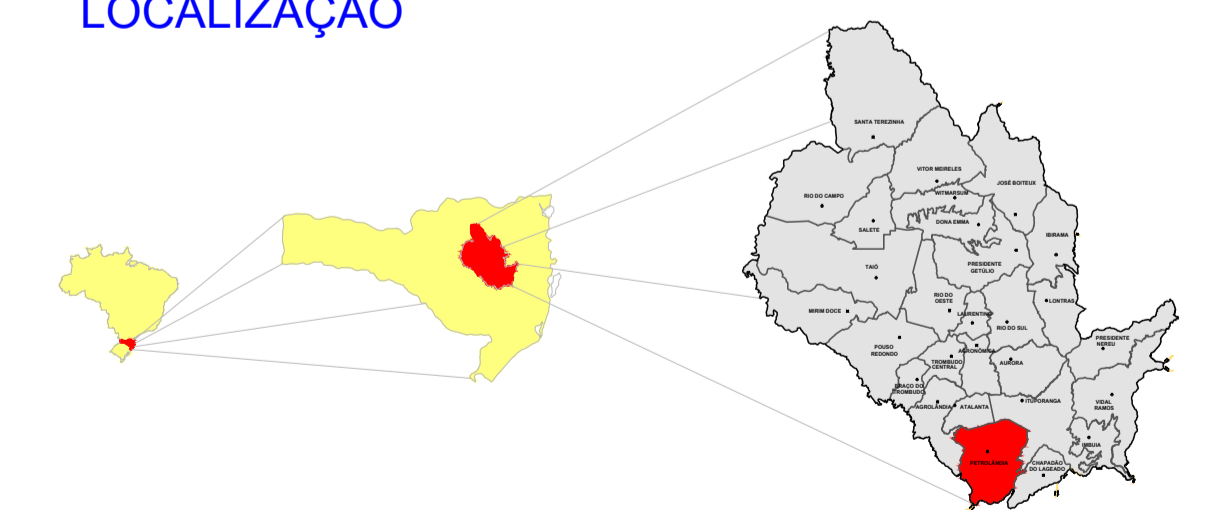 LOCALIZAÇÃO
SANTA TEREZINHA
VITOR MEIRELES
JOSÉ BOITEUX
RIO DO CAMPO
WITMARSUM
DONA EMMA
SALETE
IBIRAMA
TAIÓ
PRESIDENTE
GETÚLIO
RIO DO
OESTE
LONTRAS
MIRIM DOCE
LAURENTINO
RIO DO SUL
PRESIDENTE
NEREU
POUSO
REDONDO
AGRONÔMICA
TROMBUDO
CENTRAL
AURORA
BRAÇO DO
TROMBUDO
AGROLÂNDIA
ATALANTA
ITUPORANGA
VIDAL
RAMOS
IMBUIA
PETROLÂNDIA
CHAPADÃO
DO LAGEADO